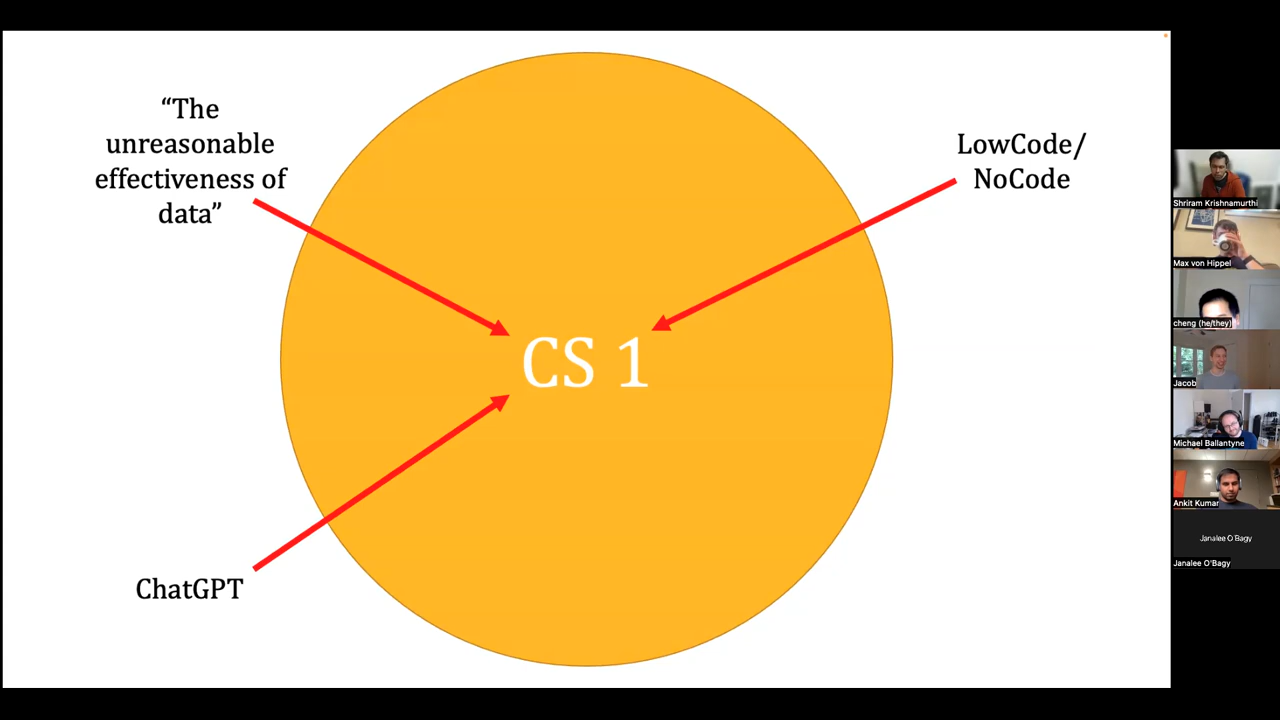 “The
unreasonable
effectiveness of
data”
LowCode/
NoCode
CS 1
ChatGPT
Shriram Krishnamurthi
Max von Hippel
cheng (he/they)
Jacob
Michael Ballantyne
Ankit Kumar
Janalee O'Bagy
Janalee O'Bagy